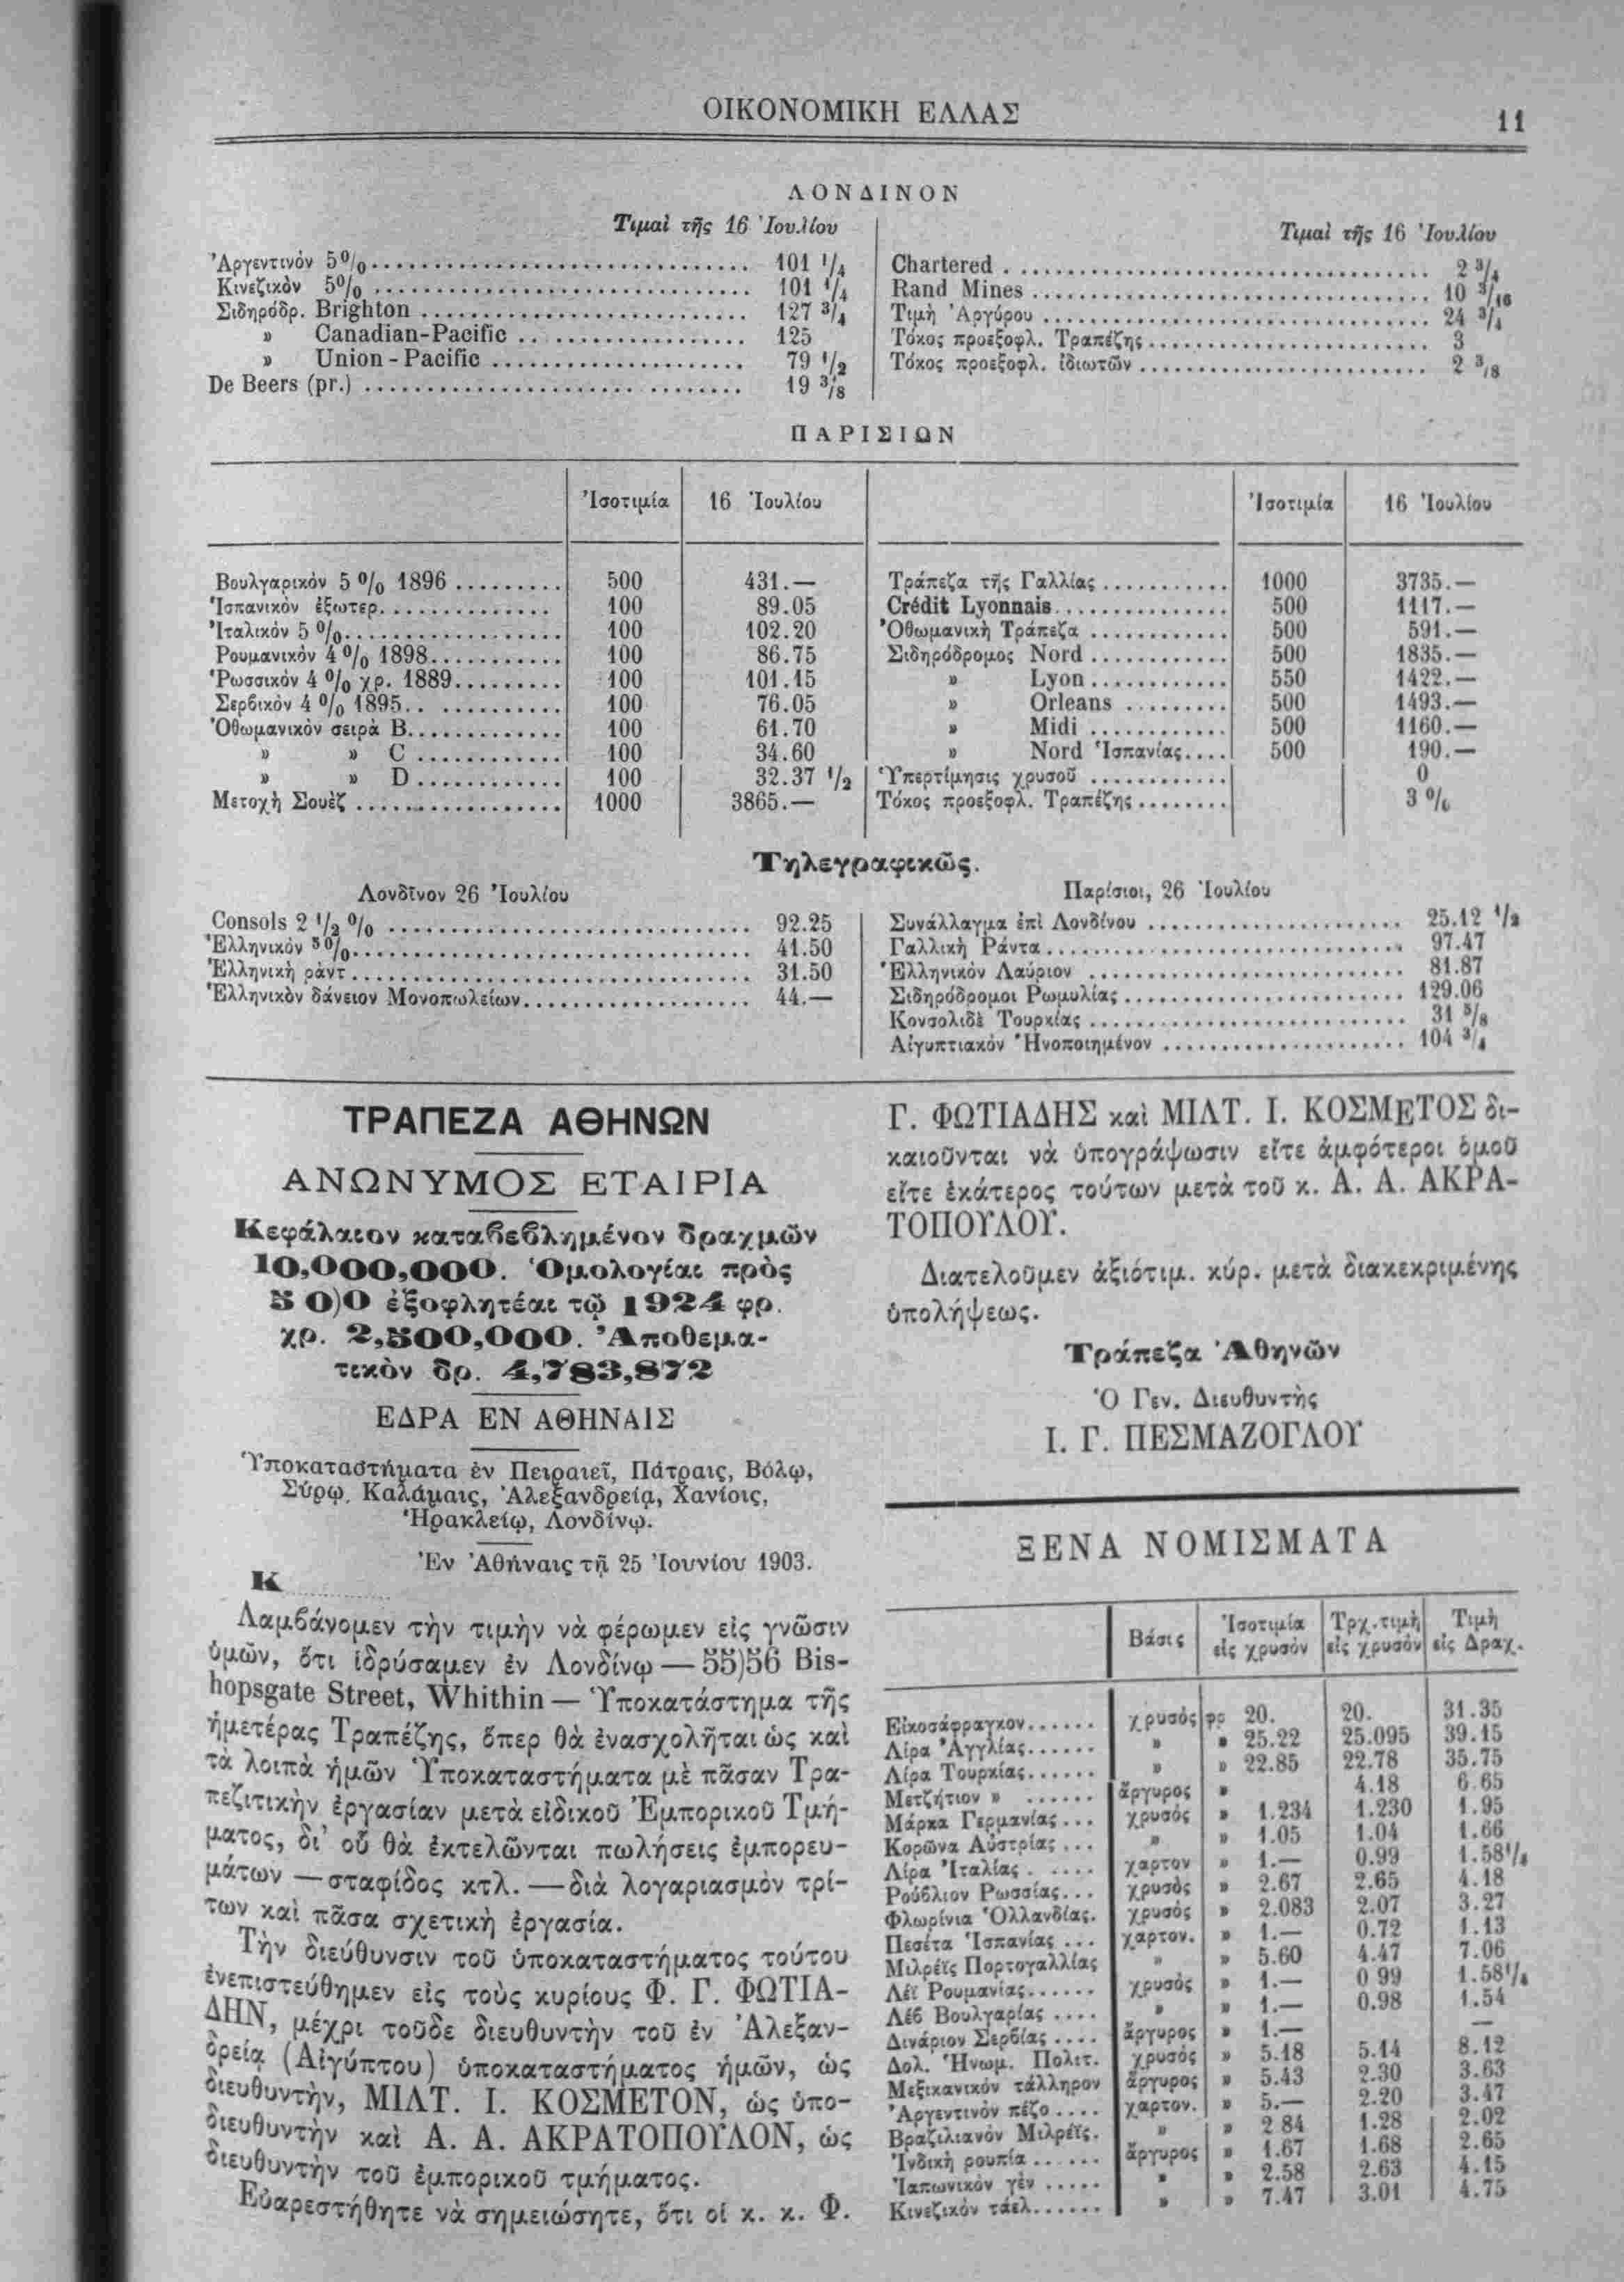 ΟΙΚΟΝΟΜΙΚΗ ΕΛΛΑΣ
11
ΛΟΝΔΙΝΟΝ
Τιμαὶ τῆς 16 Ἰουλίου
Ἀργεντινόν 5 0/0 101 1/4
Κινεζικὸν 5 0/0 101 1/4
Σιδηρόδρ. Brighton 127 3/4
» Canadian-Pacific 125
» Union-Pacific 79 1/2
De Beers (pr.) 19 3/8
Τιμαὶ τῆς 16 Ἰουλίου
Chartered 2 3/4
Rand Mines 10 3/16
Τιμὴ Ἀργύρου 24 3/4
Τόκος προεξοφλ. Τραπέζης 3
Τόκος προεξοφλ. ἰδιωτῶν 2 3/8
ΠΑΡΙΣΙΩΝ
Ἰσοτιμία 16 Ἰουλίου
Βουλγαρικόν 5 0/0 1896 500 431.—
Ἰσπανικὸν ἐξωτερ. 100 89.05
Ἰταλικόν 5 0/0 100 102.20
Ρουμανικόν 4 0/0 1898 100 86.75
Ῥωσσικόν 4 0/0 χρ. 1889 100 101.15
Σερβικὸν 4 0/0 1895 100 76.05
Ὀθωμανικὸν σειρὰ Β 100 61.70
» » C 100 34.60
» » D 100 32.37 1/2
Μετοχὴ Σουὲζ 1000 3865.—
Ἰσοτιμία 16 Ἰουλίου
Τράπεζα τῆς Γαλλίας 1000 3735.—
Crédit Lyonnais 500 1117.—
Ὀθωμανικὴ Τράπεζα 500 591.—
Σιδηρόδρομος Nord 500 1835.—
» Lyon 550 1422.—
» Orleans 500 1493.—
» Midi 500 1160.—
» Nord Ἰσπανίας 500 190.—
Ὑπερτίμησις χρυσοῦ 0
Τόκος προεξοφλ. Τραπέζης 3 0/0
Τηλεγραφικῶς.
Λονδῖνον 26 Ἰουλίου
Consols 2 1/2 0/0 92.25
Ἑλληνικὸν 5 0/0 41.50
Ἑλληνικὴ ρὰντ 31.50
Ἑλληνικὸν δάνειον Μονοπωλείων 44.—
Παρίσιοι, 26 Ἰουλίου
Συνάλλαγμα ἐπὶ Λονδίνου 25.12 1/2
Γαλλικὴ Ράντα 97.47
Ἑλληνικὸν Λαύριον 81.87
Σιδηρόδρομοι Ρωμυλίας 129.06
Κονσολιδὲ Τουρκίας 31 5/8
Αἰγυπτιακὸν Ἡνοποιημένον 104 3/4
ΤΡΑΠΕΖΑ ΑΘΗΝΩΝ
ΑΝΩΝΥΜΟΣ ΕΤΑΙΡΙΑ
Κεφάλαιον καταβεβλημένον δραχμῶν
10,000,000. Ὁμολογίαι πρὸς
5 0)0 ἐξοφλητέαι τῷ 1924 φρ.
χρ. 2,500,000. Ἀποθεμα-
τικὸν δρ. 4,783,872
ΕΔΡΑ ΕΝ ΑΘΗΝΑΙΣ
Ὑποκαταστήματα ἐν Πειραιεῖ, Πάτραις, Βόλῳ,
Σύρῳ, Καλάμαις, Ἀλεξανδρείᾳ, Χανίοις,
Ἡρακλείῳ, Λονδίνῳ.
Ἐν Ἀθήναις τῇ 25 Ἰουνίου 1903.
Κ
Λαμβάνομεν τὴν τιμὴν νὰ φέρωμεν εἰς γνῶσιν
ὑμῶν, ὅτι ἱδρύσαμεν ἐν Λονδίνῳ — 55)56 Bis-
hopsgate Street, Whithin — Ὑποκατάστημα τῆς
ἡμετέρας Τραπέζης, ὅπερ θὰ ἐνασχολῆται ὡς καὶ
τὰ λοιπὰ ἡμῶν Ὑποκαταστήματα μὲ πᾶσαν Τρα-
πεζιτικὴν ἐργασίαν μετὰ εἰδικοῦ Ἐμπορικοῦ Τμή-
ματος, δι' οὗ θὰ ἐκτελῶνται πωλήσεις ἐμπορευ-
μάτων — σταφίδος κτλ. — διὰ λογαριασμὸν τρί-
των καὶ πᾶσα σχετικὴ ἐργασία.
Τὴν διεύθυνσιν τοῦ ὑποκαταστήματος τούτου
ἐνεπιστεύθημεν εἰς τοὺς κυρίους Φ. Γ. ΦΩΤΙΑ-
ΔΗΝ, μέχρι τοῦδε διευθυντὴν τοῦ ἐν Ἀλεξαν-
δρείᾳ (Αἰγύπτου) ὑποκαταστήματος ἡμῶν, ὡς
διευθυντὴν, ΜΙΛΤ. Ι. ΚΟΣΜΕΤΟΝ, ὡς ὑπο-
διευθυντὴν καὶ Α. Α. ΑΚΡΑΤΟΠΟΥΛΟΝ, ὡς
διευθυντὴν τοῦ ἐμπορικοῦ τμήματος.
Εὐαρεστήθητε νὰ σημειώσητε, ὅτι οἱ κ. κ. Φ.
Γ. ΦΩΤΙΑΔΗΣ καὶ ΜΙΛΤ. Ι. ΚΟΣΜΕΤΟΣ δι-
καιοῦνται νὰ ὑπογράψωσιν εἴτε ἀμφότεροι ὁμοῦ
εἴτε ἑκάτερος τούτων μετὰ τοῦ κ. Α. Α. ΑΚΡΑ-
ΤΟΠΟΥΛΟΥ.
Διατελοῦμεν ἀξιότιμ. κύρ. μετὰ διακεκριμένης
ὑπολήψεως.
Τράπεζα Ἀθηνῶν
Ὁ Γεν. Διευθυντὴς
Ι. Γ. ΠΕΣΜΑΖΟΓΛΟΥ
ΞΕΝΑ ΝΟΜΙΣΜΑΤΑ
Βάσις Ἰσοτιμία εἰς χρυσόν Τρχ. τιμὴ εἰς χρυσόν Τιμὴ εἰς Δραχ.
Εἰκοσάφραγκον χρυσός φρ 20. 20. 31.35
Λίρα Ἀγγλίας » » 25.22 25.095 39.15
Λίρα Τουρκίας » » 22.85 22.78 35.75
Μετζήτιον » ἄργυρος » 4.18 6.65
Μάρκα Γερμανίας χρυσός » 1.234 1.230 1.95
Κορῶνα Αὐστρίας » » 1.05 1.04 1.66
Λίρα Ἰταλίας χαρτον » 1.— 0.99 1.58 1/4
Ρούβλιον Ρωσσίας χρυσός » 2.67 2.65 4.18
Φλωρίνια Ὁλλανδίας. χρυσός » 2.083 2.07 3.27
Πεσέτα Ἰσπανίας χαρτον. » 1.— 0.72 1.13
Μιλρέϊς Πορτογαλλίας » » 5.60 4.47 7.06
Λέϊ Ρουμανίας χρυσός » 1.— 0 99 1.58 1/4
Λέβ Βουλγαρίας » » 1.— 0.98 1.54
Δινάριον Σερβίας ἄργυρος » 1.— —
Δολ. Ἡνωμ. Πολιτ. χρυσός » 5.18 5.14 8.12
Μεξικανικόν τάλληρον ἄργυρος » 5.43 2.30 3.63
Ἀργεντινόν πέζο χαρτον. » 5.— 2.20 3.47
Βραζιλιανόν Μιλρέϊς. » » 2 84 1.28 2.02
Ἰνδικὴ ρουπία ἄργυρος » 1.67 1.68 2.65
Ἰαπωνικόν γέν » » 2.58 2.63 4.15
Κινεζικόν τάελ » » 7.47 3.01 4.75